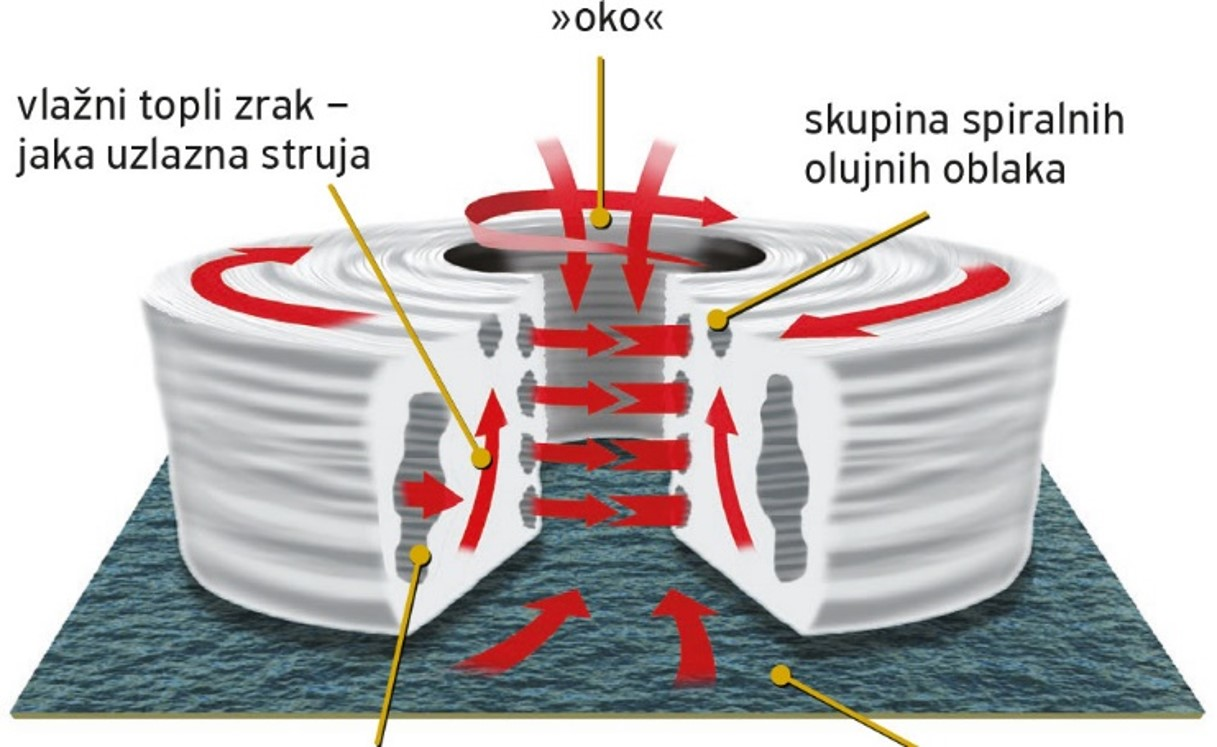 »oko«
vlažni topli zrak –
jaka uzlazna struja
skupina spiralnih
olujnih oblaka